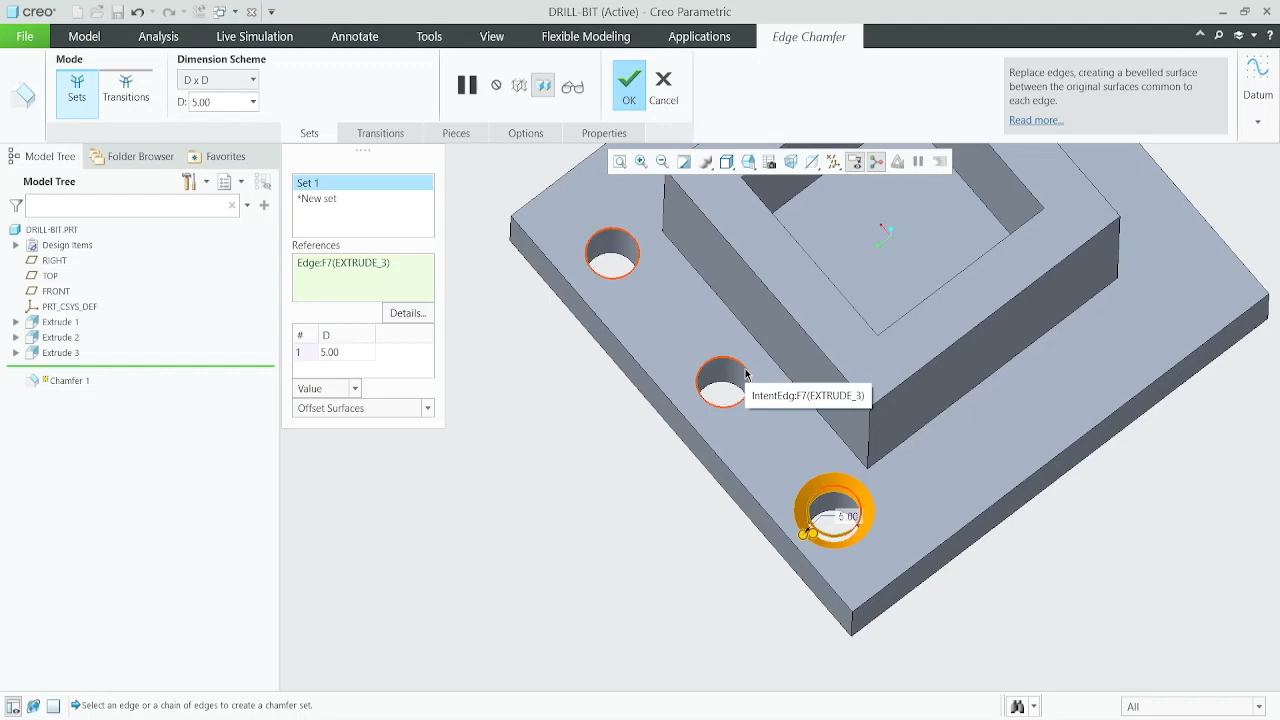 creo
DRILL-BIT (Active) - Creo Parametric
File
Model
Analysis
Live Simulation
Annotate
Tools
View
Flexible Modeling
Applications
Edge Chamfer
Mode
Sets
Transitions
Dimension Scheme
D x D
D: 5.00
OK
Cancel
Replace edges, creating a bevelled surface
between the original surfaces common to
each edge.
Read more...
Datum
Sets
Transitions
Pieces
Options
Properties
Model Tree
Folder Browser
Favorites
Model Tree
DRILL-BIT.PRT
Design Items
RIGHT
TOP
FRONT
PRT_CSYS_DEF
Extrude 1
Extrude 2
Extrude 3
Chamfer 1
Set 1
*New set
References
Edge:F7(EXTRUDE_3)
Details...
# D
1 5.00
Value
Offset Surfaces
IntentEdg:F7(EXTRUDE_3)
5.00
Select an edge or a chain of edges to create a chamfer set.
All